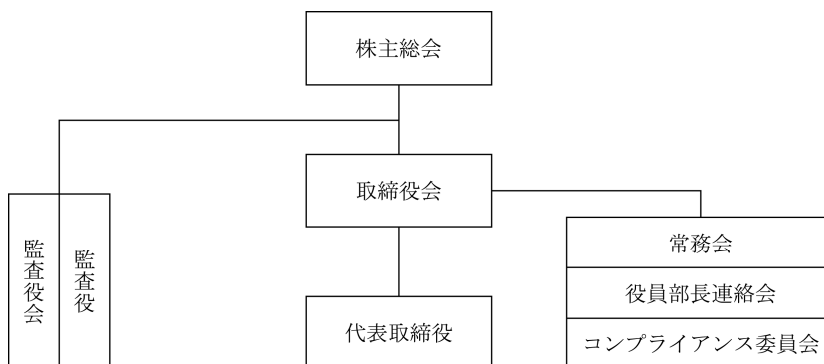 株主総会
取締役会
監査役会
監査役
常務会
役員部長連絡会
代表取締役
コンプライアンス委員会